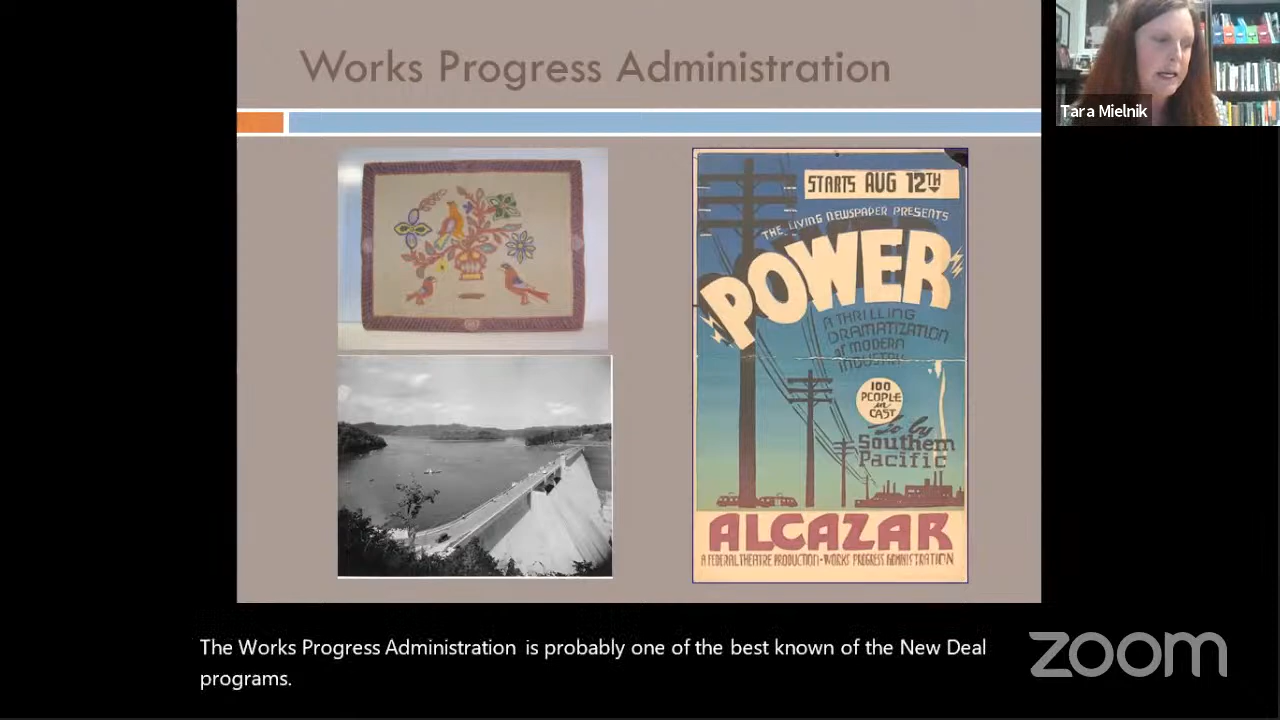 Works Progress Administration
Tara Mielnik
STARTS AUG 12TH
THE LIVING NEWSPAPER PRESENTS
POWER
A THRILLING
DRAMATIZATION
of MODERN
INDUSTRY
100
PEOPLE
in
CAST
Go by
Southern
Pacific
ALCAZAR
A FEDERAL THEATRE PRODUCTION-WORKS PROGRESS ADMINISTRATION
The Works Progress Administration is probably one of the best known of the New Deal
programs.
zoom